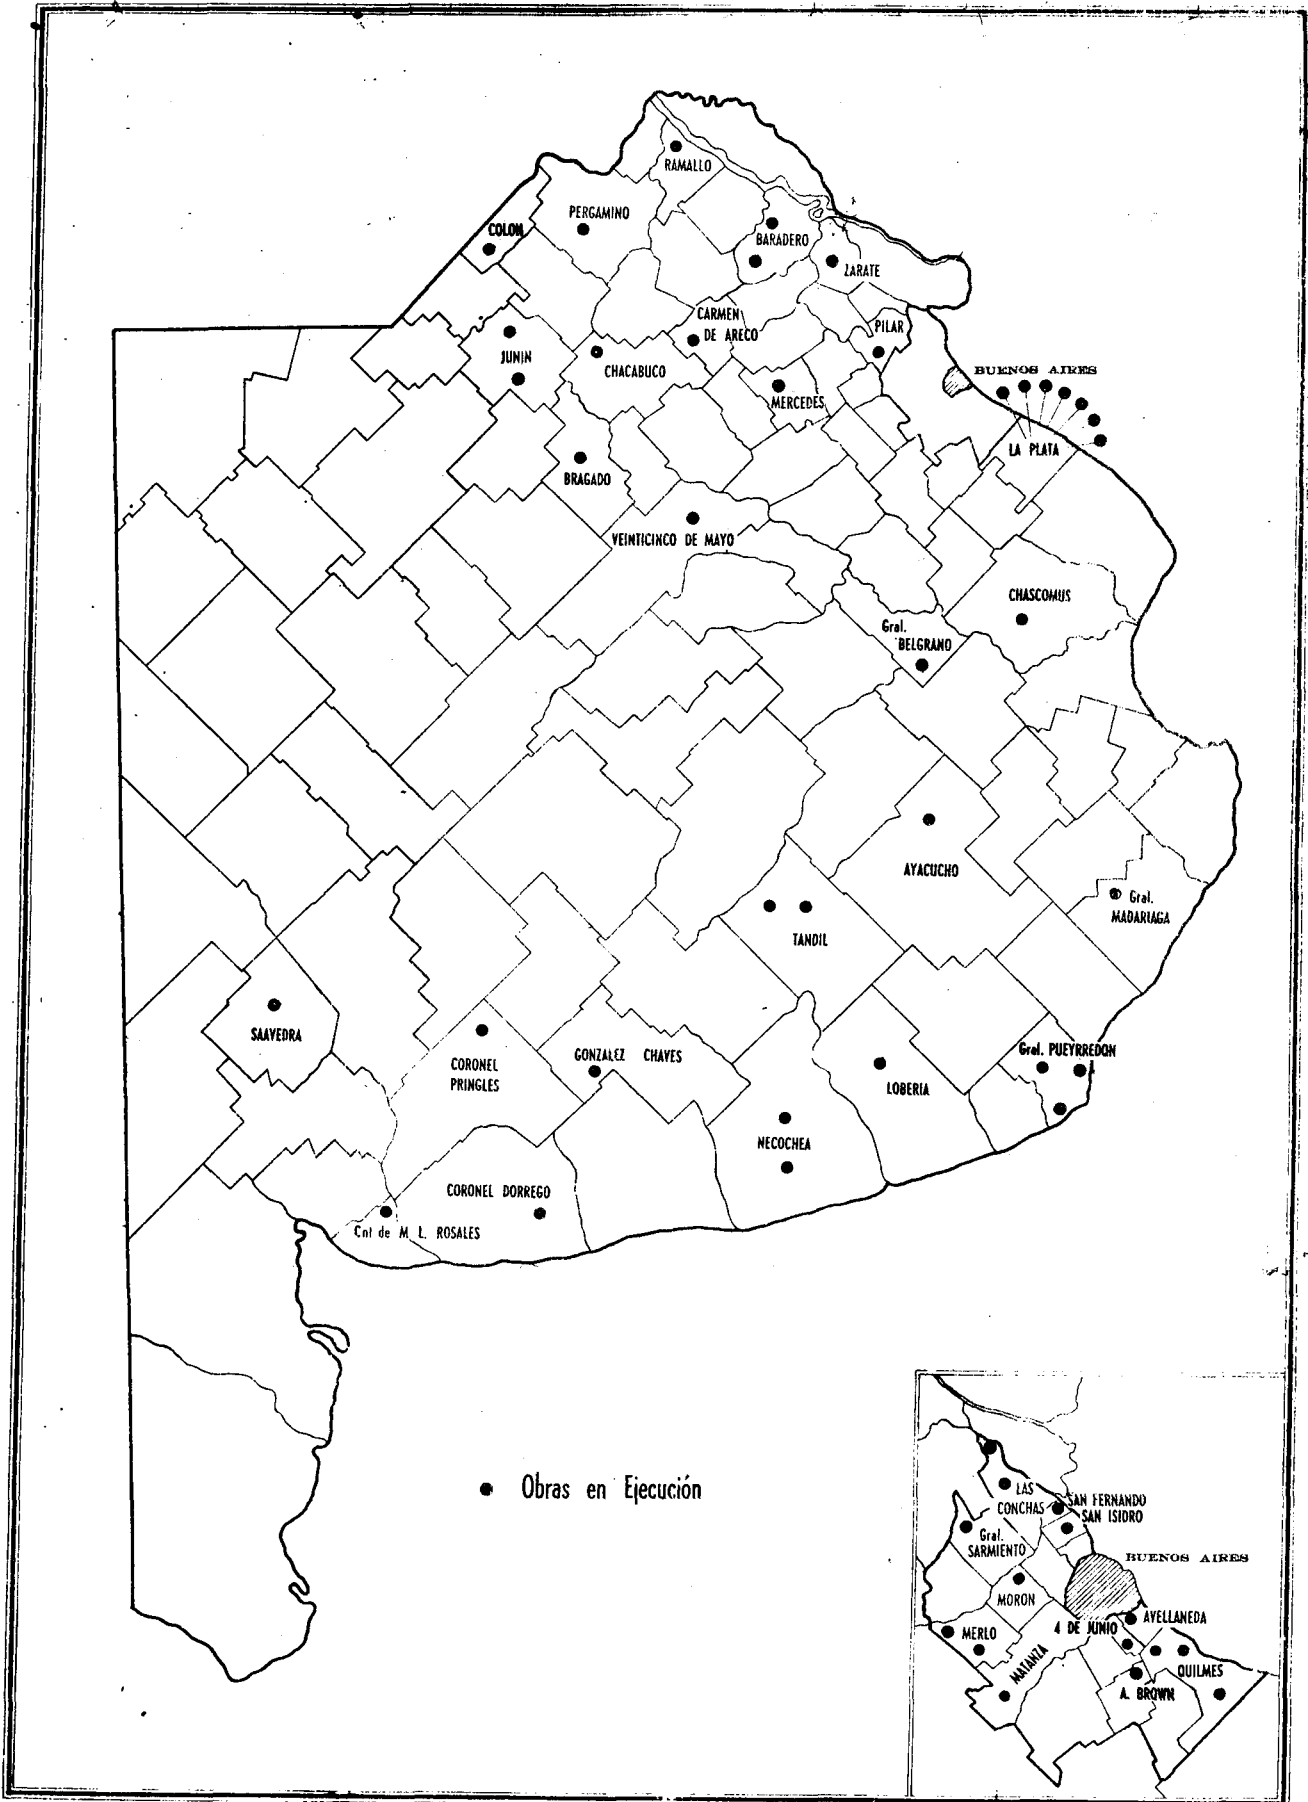 RAMALLO
PERGAMINO
COLON
BARADERO
ZARATE
CARMEN
DE ARECO
PILAR
JUNIN
CHACABUCO
BUENOS AIRES
MERCEDES
LA PLATA
BRAGADO
VEINTICINCO DE MAYO
CHASCOMUS
Gral.
BELGRANO
AYACUCHO
Gral.
MADARIAGA
TANDIL
SAAVEDRA
CORONEL
PRINGLES
GONZALEZ CHAVES
Gral. PUEYRREDON
LOBERIA
NECOCHEA
CORONEL DORREGO
Cnl de M L. ROSALES
Obras en Ejecución
LAS
CONCHAS
SAN FERNANDO
SAN ISIDRO
Gral.
SARMIENTO
BUENOS AIRES
MORON
AVELLANEDA
4 DE JUNIO
MERLO
MATANZA
QUILMES
A. BROWN